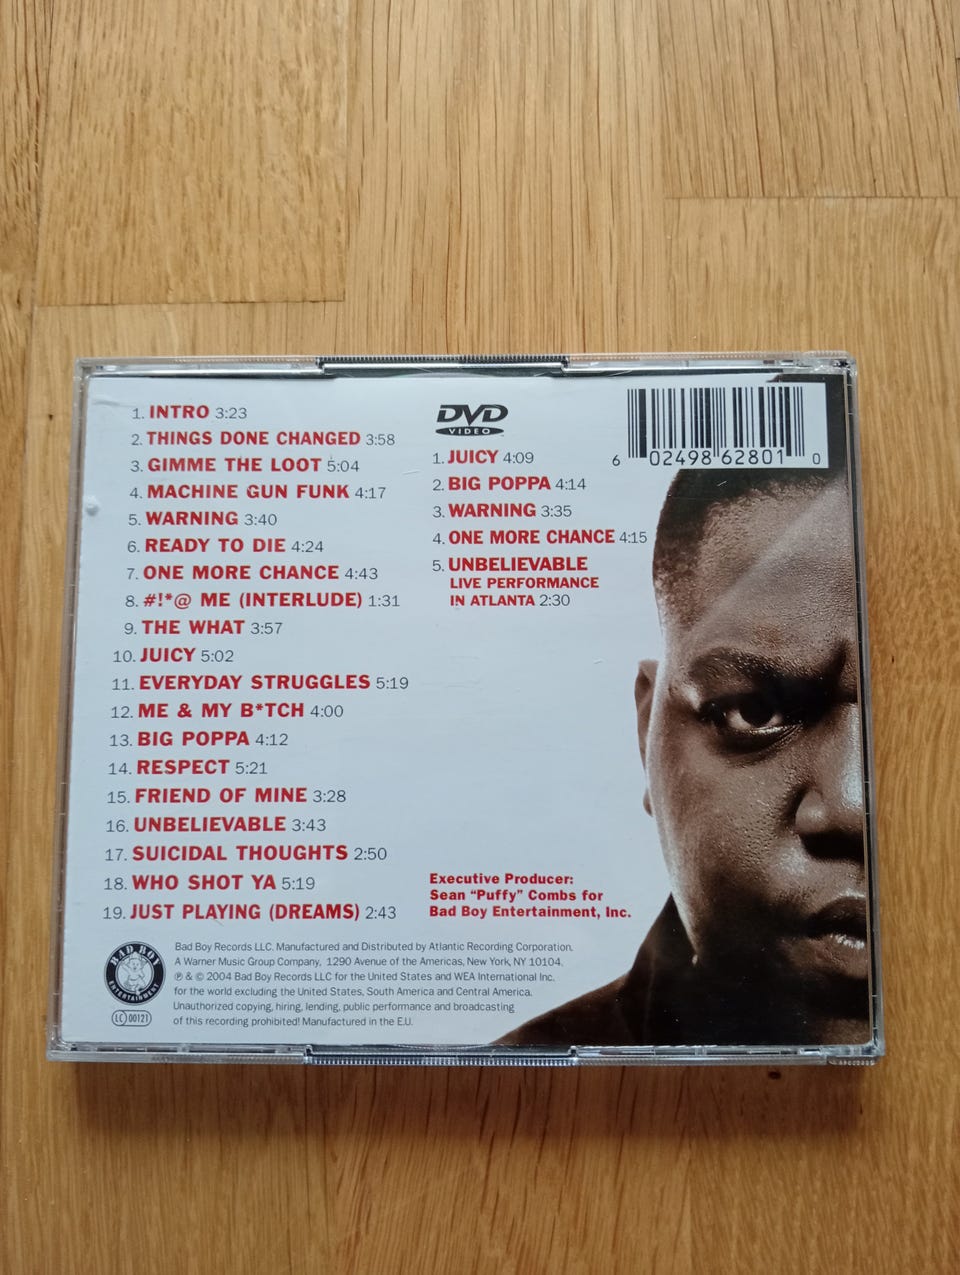 1. INTRO 3:23
2. THINGS DONE CHANGED 3:58
3. GIMME THE LOOT 5:04
4. MACHINE GUN FUNK 4:17
5. WARNING 3:40
6. READY TO DIE 4:24
7. ONE MORE CHANCE 4:43
8. #!*@ ME (INTERLUDE) 1:31
9. THE WHAT 3:57
10. JUICY 5:02
11. EVERYDAY STRUGGLES 5:19
12. ME & MY B*TCH 4:00
13. BIG POPPA 4:12
14. RESPECT 5:21
15. FRIEND OF MINE 3:28
16. UNBELIEVABLE 3:43
17. SUICIDAL THOUGHTS 2:50
18. WHO SHOT YA 5:19
19. JUST PLAYING (DREAMS) 2:43
DVD
VIDEO
1. JUICY 4:09
2. BIG POPPA 4:14
3. WARNING 3:35
4. ONE MORE CHANCE 4:15
5. UNBELIEVABLE
LIVE PERFORMANCE
IN ATLANTA 2:30
6 02498 62801 0
Executive Producer:
Sean "Puffy" Combs for
Bad Boy Entertainment, Inc.
BAD BOY
ENTERTAINMENT
LC 00121
Bad Boy Records LLC. Manufactured and Distributed by Atlantic Recording Corporation,
A Warner Music Group Company, 1290 Avenue of the Americas, New York, NY 10104.
℗ & © 2004 Bad Boy Records LLC for the United States and WEA International Inc.
for the world excluding the United States, South America and Central America.
Unauthorized copying, hiring, lending, public performance and broadcasting
of this recording prohibited! Manufactured in the E.U.